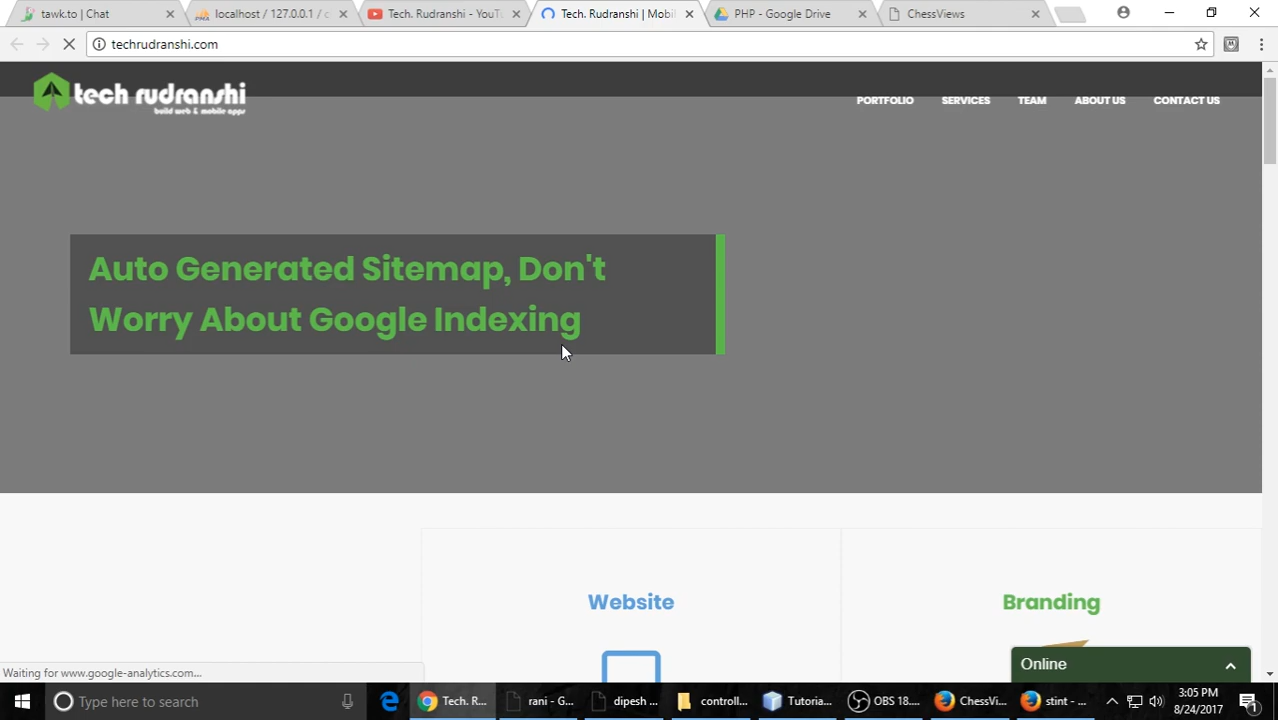 tawk.to | Chat
localhost / 127.0.0.1 / c
Tech. Rudranshi - YouTu
Tech. Rudranshi | Mobil
PHP - Google Drive
ChessViews
techrudranshi.com
tech rudranshi
build web & mobile apps
PORTFOLIO SERVICES TEAM ABOUT US CONTACT US
Auto Generated Sitemap, Don't
Worry About Google Indexing
Website
Branding
Online
Waiting for www.google-analytics.com...
Type here to search
Tech. R...
rani - G...
dipesh ...
controll...
Tutoria...
OBS 18....
ChessVi...
stint - ...
3:05 PM
8/24/2017
1